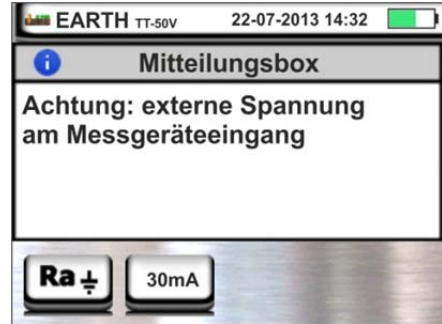 EARTH TT-50V 22-07-2013 14:32
Mitteilungsbox
Achtung: externe Spannung
am Messgeräteeingang
Ra
30mA